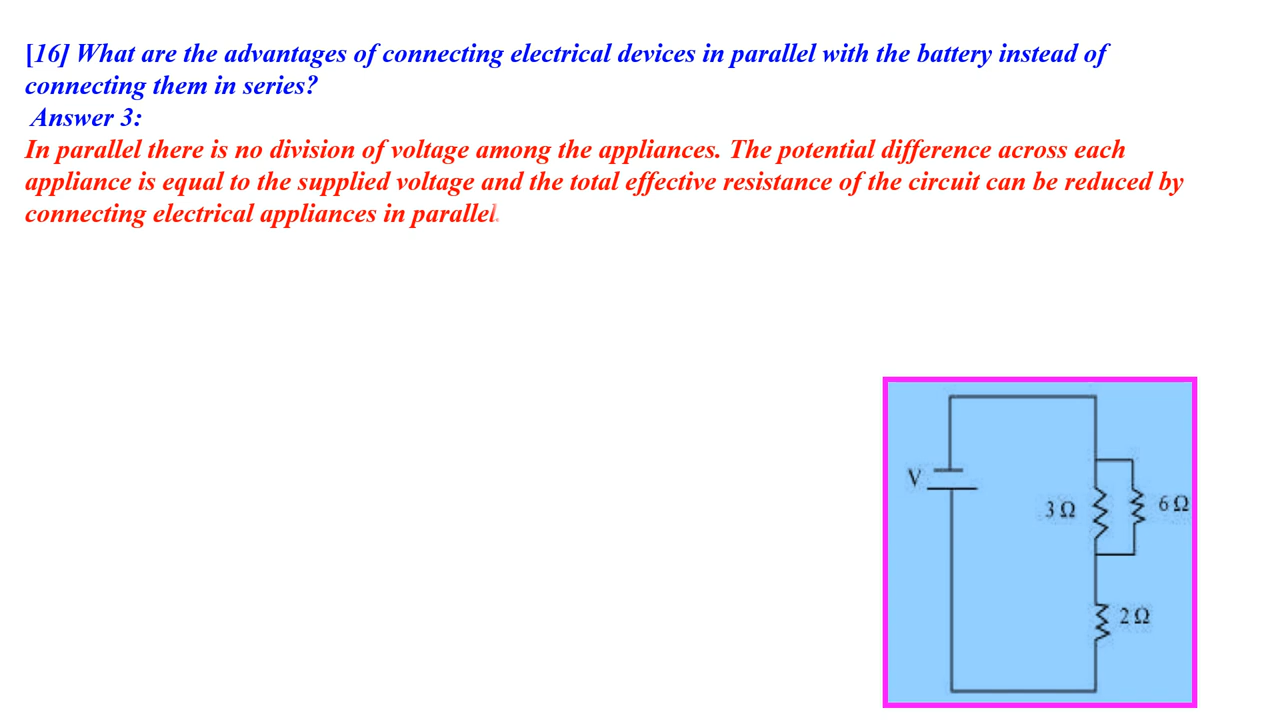 [16] What are the advantages of connecting electrical devices in parallel with the battery instead of
connecting them in series?
Answer 3:
In parallel there is no division of voltage among the appliances. The potential difference across each
appliance is equal to the supplied voltage and the total effective resistance of the circuit can be reduced by
connecting electrical appliances in parallel.
V
3 Ω
6 Ω
2 Ω